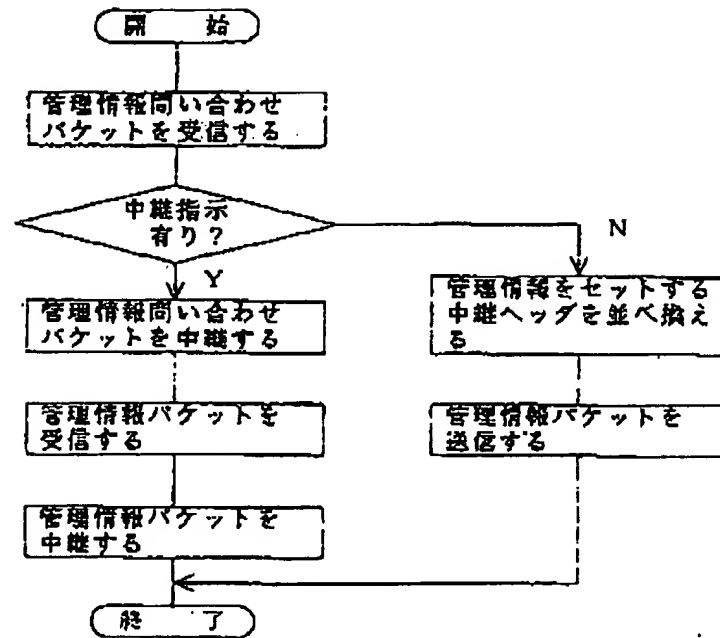 開 始
管理情報問い合わせ
パケットを受信する
中継指示
有り?
N
Y
管理情報問い合わせ
パケットを中継する
管理情報をセットする
中継ヘッダを並べ換え
る
管理情報パケットを
受信する
管理情報パケットを
送信する
管理情報パケットを
中継する
終 了